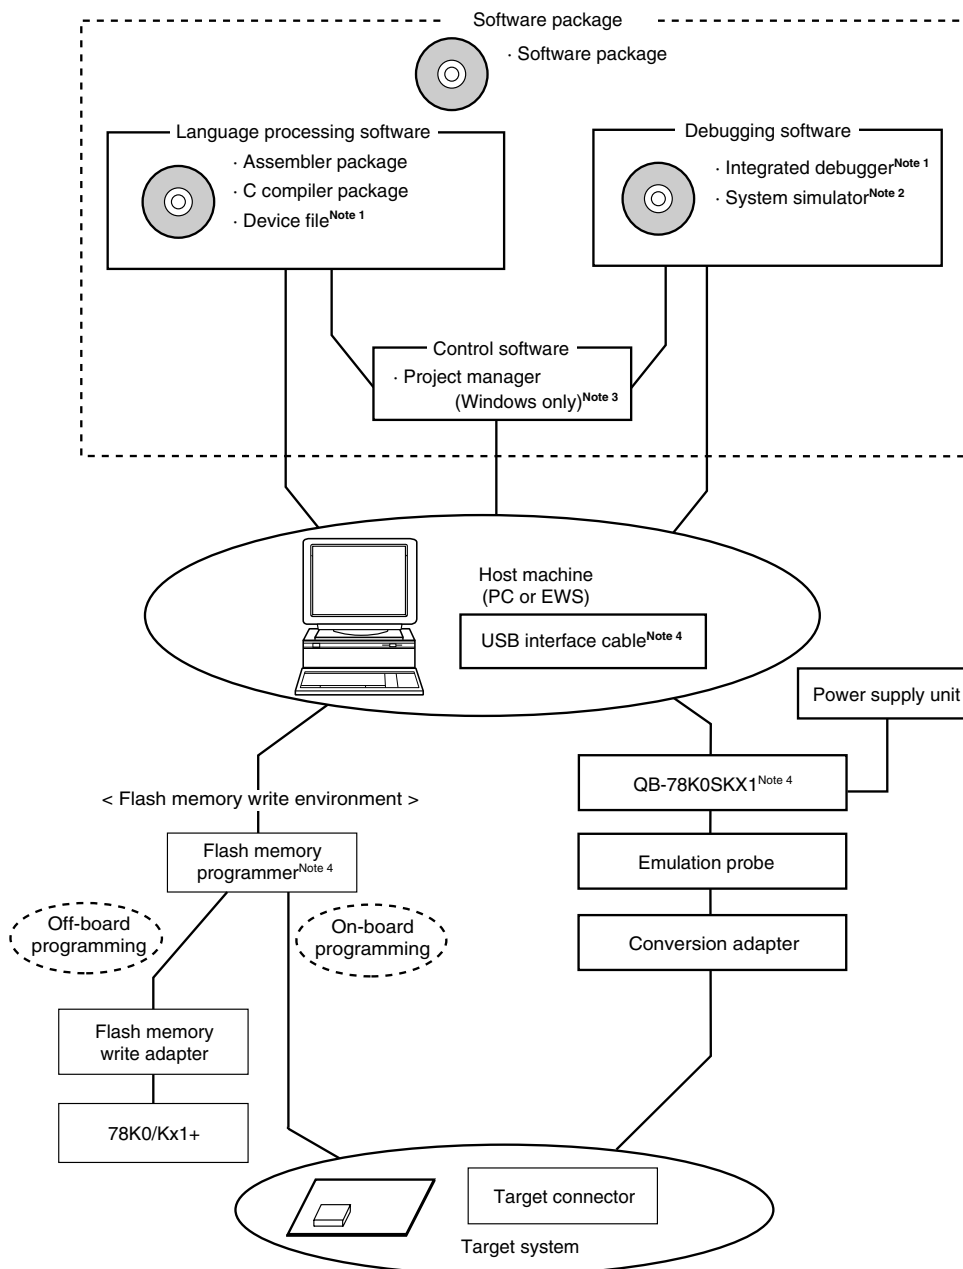 Software package
· Software package
Language processing software
· Assembler package
· C compiler package
· Device fileNote 1
Debugging software
· Integrated debuggerNote 1
· System simulatorNote 2
Control software
· Project manager
(Windows only)Note 3
Host machine
(PC or EWS)
USB interface cableNote 4
Power supply unit
QB-78K0SKX1Note 4
< Flash memory write environment >
Flash memory
programmerNote 4
Emulation probe
Off-board
programming
On-board
programming
Conversion adapter
Flash memory
write adapter
78K0/Kx1+
Target connector
Target system